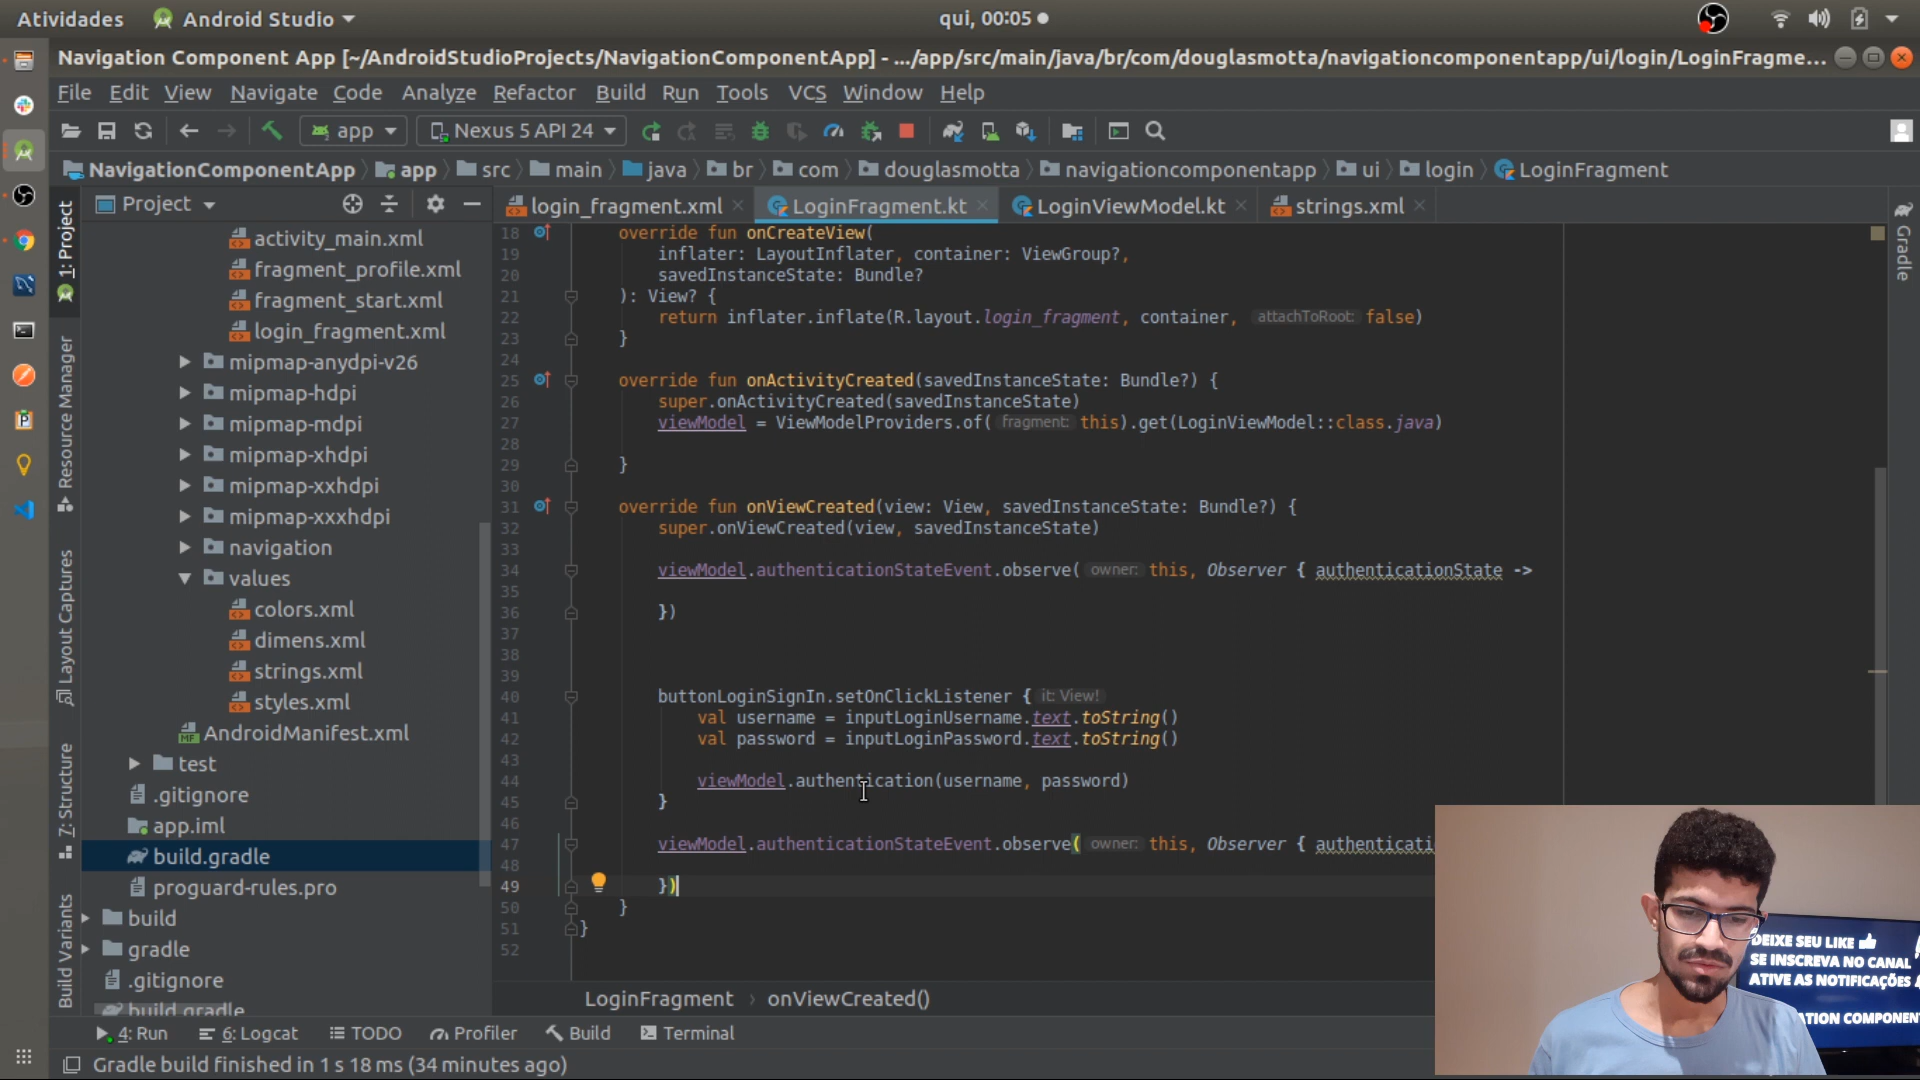 Atividades
Android Studio
qui, 00:05
Navigation Component App [~/AndroidStudioProjects/NavigationComponentApp] - .../app/src/main/java/br/com/douglasmotta/navigationcomponentapp/ui/login/LoginFragme...
File Edit View Navigate Code Analyze Refactor Build Run Tools VCS Window Help
app
Nexus 5 API 24
NavigationComponentApp app src main java br com douglasmotta navigationcomponentapp ui login LoginFragment
Project
login_fragment.xml
LoginFragment.kt
LoginViewModel.kt
strings.xml
1: Project
Resource Manager
Layout Captures
7: Structure
Build Variants
Gradle
activity_main.xml
fragment_profile.xml
fragment_start.xml
login_fragment.xml
mipmap-anydpi-v26
mipmap-hdpi
mipmap-mdpi
mipmap-xhdpi
mipmap-xxhdpi
mipmap-xxxhdpi
navigation
values
colors.xml
dimens.xml
strings.xml
styles.xml
AndroidManifest.xml
test
.gitignore
app.iml
build.gradle
proguard-rules.pro
build
gradle
.gitignore
build.gradle
18 override fun onCreateView(
19 inflater: LayoutInflater, container: ViewGroup?,
20 savedInstanceState: Bundle?
21 ): View? {
22 return inflater.inflate(R.layout.login_fragment, container, attachToRoot: false)
23 }
24
25 override fun onActivityCreated(savedInstanceState: Bundle?) {
26 super.onActivityCreated(savedInstanceState)
27 viewModel = ViewModelProviders.of( fragment: this).get(LoginViewModel::class.java)
28
29 }
30
31 override fun onViewCreated(view: View, savedInstanceState: Bundle?) {
32 super.onViewCreated(view, savedInstanceState)
33
34 viewModel.authenticationStateEvent.observe( owner: this, Observer { authenticationState ->
35
36 })
37
38
39
40 buttonLoginSignIn.setOnClickListener { it: View!
41 val username = inputLoginUsername.text.toString()
42 val password = inputLoginPassword.text.toString()
43
44 viewModel.authentication(username, password)
45 }
46
47 viewModel.authenticationStateEvent.observe( owner: this, Observer { authenticati
48
49 })
50 }
51 }
52
LoginFragment › onViewCreated()
DEIXE SEU LIKE
SE INSCREVA NO CANAL
ATIVE AS NOTIFICAÇÕES
ATION COMPONEN
4: Run
6: Logcat
TODO
Profiler
Build
Terminal
Gradle build finished in 1 s 18 ms (34 minutes ago)